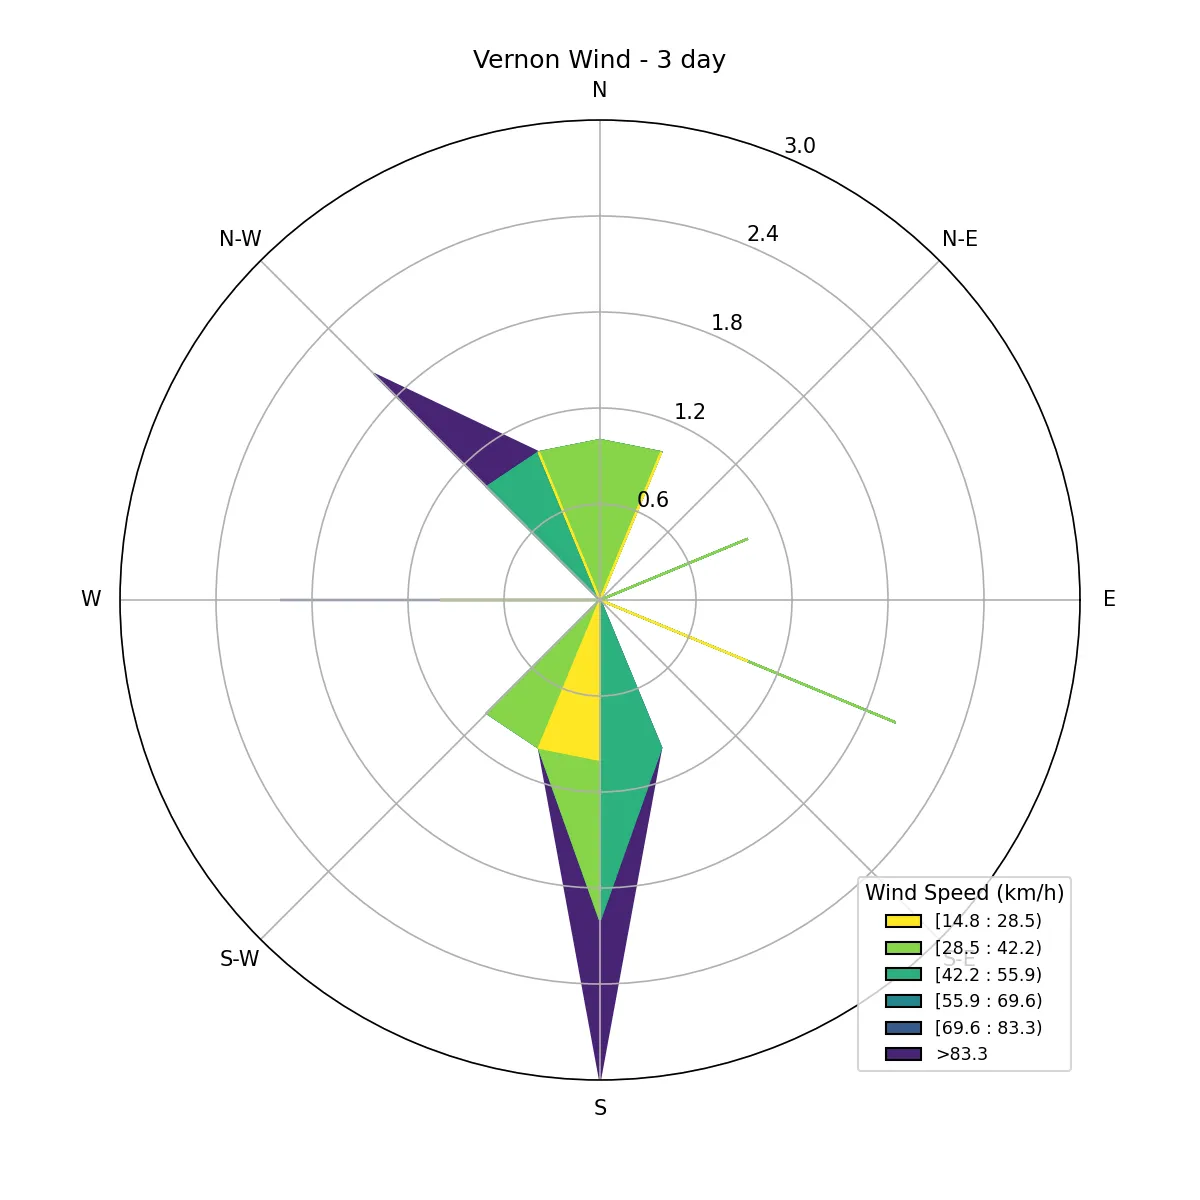 Vernon Wind - 3 day
N
3.0
N-W
N-E
2.4
1.8
1.2
0.6
W
E
Wind Speed (km/h)
[14.8 : 28.5)
[28.5 : 42.2)
S-W
S-E
[42.2 : 55.9)
[55.9 : 69.6)
[69.6 : 83.3)
>83.3
S